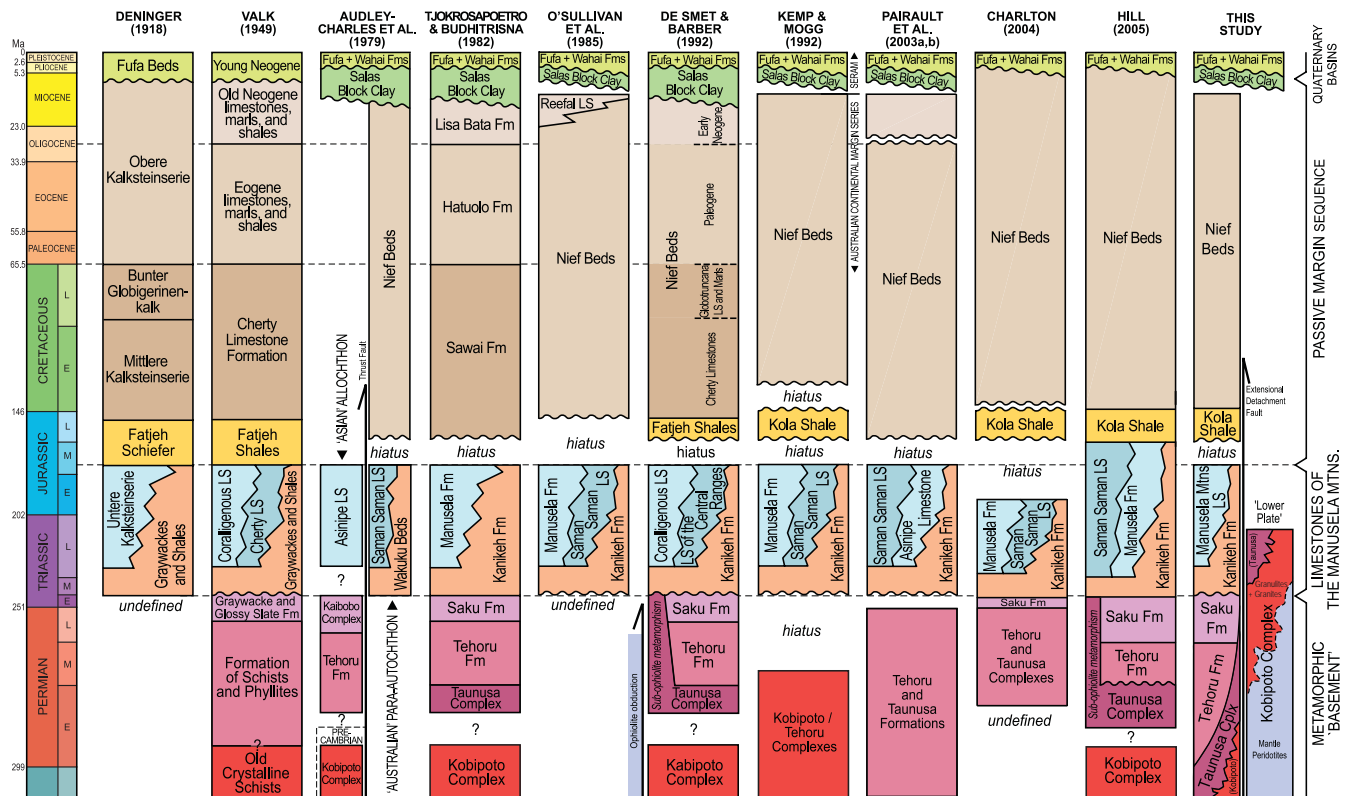 DENINGER
(1918)
VALK
(1949)
AUDLEY-
CHARLES ET AL.
(1979)
TJOKROSAPOETRO
& BUDHITRISNA
(1982)
O'SULLIVAN
ET AL.
(1985)
DE SMET &
BARBER
(1992)
KEMP &
MOGG
(1992)
PAIRAULT
ET AL.
(2003a,b)
CHARLTON
(2004)
HILL
(2005)
THIS
STUDY
Ma
0
2.6
5.3
23.0
33.9
55.8
65.5
146
202
251
299
PLEISTOCENE
PLIOCENE
MIOCENE
OLIGOCENE
EOCENE
PALEOCENE
CRETACEOUS
L
E
JURASSIC
L
M
E
TRIASSIC
L
M
E
PERMIAN
L
M
E
Fufa Beds
Obere
Kalksteinserie
Bunter
Globigerinen-
kalk
Mittlere
Kalksteinserie
Fatjeh
Schiefer
Untere
Kalksteinserie
Graywackes
and Shales
undefined
Young Neogene
Old Neogene
limestones,
marls, and
shales
Eogene
limestones,
marls, and
shales
Cherty
Limestone
Formation
Fatjeh
Shales
Coralligenous LS
Cherty LS
Graywackes and Shales
Graywacke and
Glossy Slate Fm
Formation
of Schists
and Phyllites
?
Old
Crystalline
Schists
Fufa + Wahai Fms
Salas
Block Clay
Nief Beds
Thrust Fault
'ASIAN' ALLOCHTHON
hiatus
Asinipe LS
Saman Saman LS
Wakuku Beds
?
Kaibobo
Complex
Tehoru
Fm
?
PRE-
CAMBRIAN
Kobipoto
Complex
'AUSTRALIAN' PARA-AUTOCHTHON
Fufa + Wahai Fms
Salas
Block Clay
Lisa Bata Fm
Hatuolo Fm
Sawai Fm
hiatus
Manusela Fm
Kanikeh Fm
Saku Fm
Tehoru
Fm
Taunusa
Complex
?
Kobipoto
Complex
Fufa + Wahai Fms
Salas Block Clay
Reefal LS
Nief Beds
hiatus
Manusela Fm
Saman
Saman LS
Kanikeh Fm
undefined
Fufa + Wahai Fms
Salas
Block Clay
Early
Neogene
Paleogene
Nief Beds
Globotruncana
LS and Marls
Cherty Limestones
Fatjeh Shales
hiatus
Coralligenous LS
LS of the
Central
Ranges
Kanikeh Fm
Sub-ophiolite metamorphism
Saku Fm
Tehoru
Fm
Taunusa
Complex
?
Kabipoto
Complex
Ophiolite obduction
Fufa + Wahai Fms
Salas Block Clay
Nief Beds
hiatus
Kola Shale
hiatus
Manusela Fm
Saman
Saman LS
Kanikeh Fm
hiatus
Kobipoto /
Tehoru
Complexes
SERAM
AUSTRALIAN CONTINENTAL MARGIN SERIES
Fufa + Wahai Fms
Salas Block Clay
Nief Beds
hiatus
Saman Saman LS
Asinipe
Limestone
Kanikeh Fm
Tehoru
and
Taunusa
Formations
Fufa + Wahai Fms
Nief Beds
Kola Shale
hiatus
Manusela Fm
Saman
Saman
LS
Kanikeh Fm
Saku Fm
Tehoru
and
Taunusa
Complexes
undefined
Fufa + Wahai Fms
Nief Beds
Kola Shale
Saman Saman LS
Manusela Fm
Kanikeh Fm
Sub-ophiolite metamorphism
Saku Fm
Tehoru
Fm
Taunusa
Complex
?
Kobipoto
Complex
Fufa + Wahai Fms
Salas Block Clay
Nief
Beds
Kola
Shale
hiatus
Manusela Mtns
LS
Kanikeh Fm
Saku
Fm
Tehoru Fm
Taunusa Cplx
(Kobipoto)
Extensional
Detachment
Fault
'Lower
Plate'
(Taunusa)
Granulites
+ Granites
Kobipoto Complex
Mantle
Peridotites
QUATERNARY
BASINS
PASSIVE MARGIN SEQUENCE
LIMESTONES OF
THE MANUSELA MTNS.
METAMORPHIC
'BASEMENT'